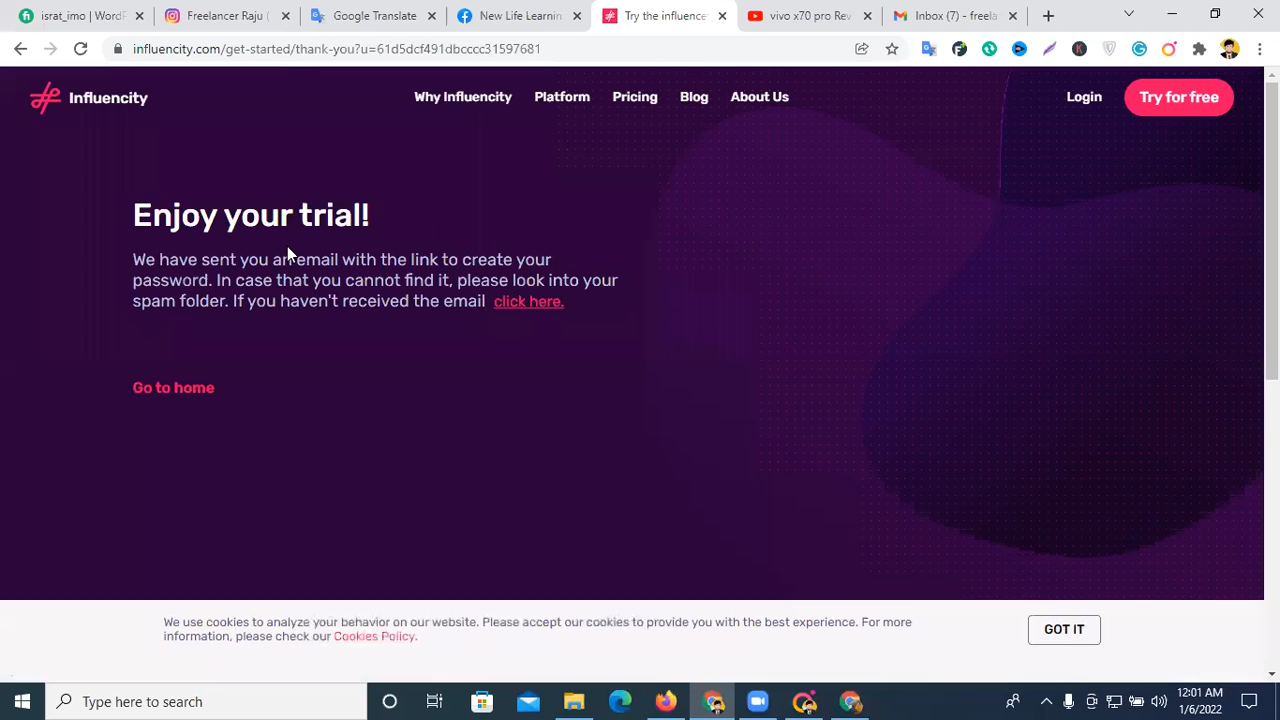 israt_imo | WordP
Freelancer Raju (
Google Translate
New Life Learnin
Try the influence
vivo x70 pro Rev
Inbox (7) - freela
influencity.com/get-started/thank-you?u=61d5dcf491dbcccc31597681
Influencity
Why Influencity Platform Pricing Blog About Us
Login
Try for free
Enjoy your trial!
We have sent you an email with the link to create your
password. In case that you cannot find it, please look into your
spam folder. If you haven't received the email click here.
Go to home
We use cookies to analyze your behavior on our website. Please accept our cookies to provide you with the best experience. For more
information, please check our Cookies Policy.
GOT IT
Type here to search
12:01 AM
1/6/2022